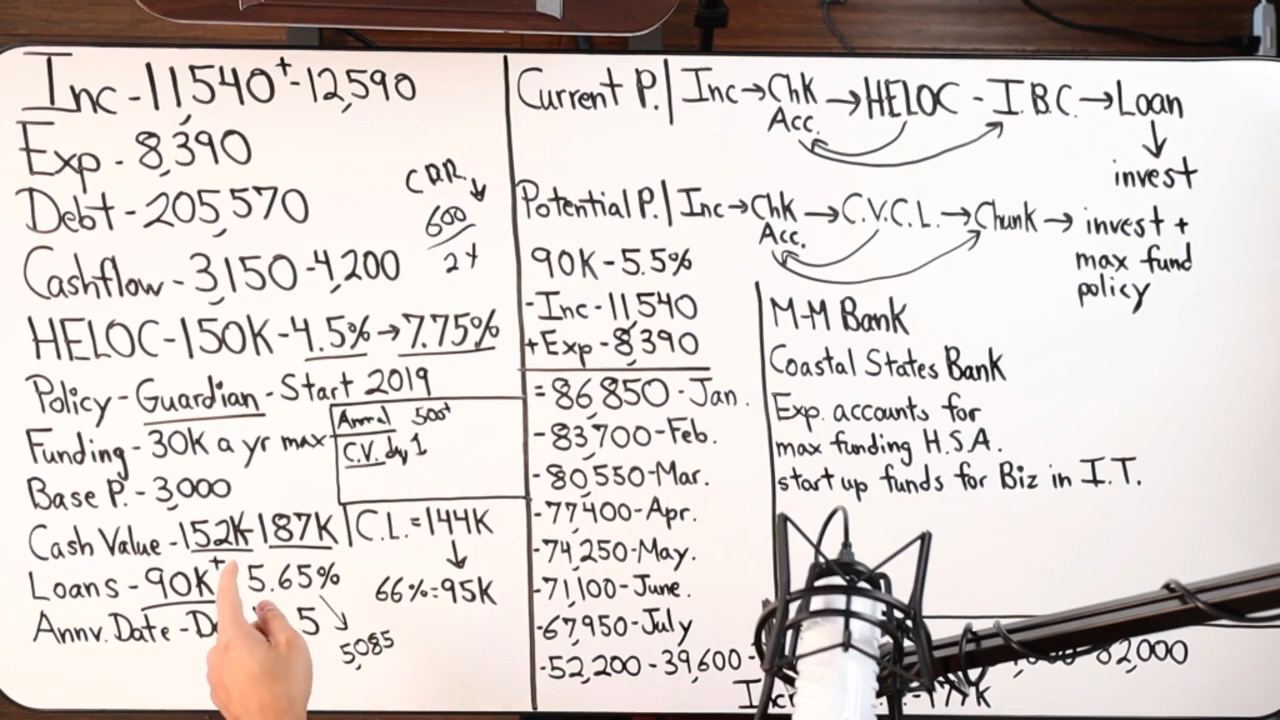 Inc - 11,540+ - 12,590
Exp - 8,390
Debt - 205,570
Cashflow - 3,150 - 4,200
HELOC - 150K - 4.5% → 7.75%
Policy - Guardian - Start 2019
Funding - 30K a yr max
Base P. - 3,000
Cash Value - 152K - 187K | C.L. = 144K
66% = 95K
Loans - 90K+ 5.65%
5,085
Annv. Date - 5
600
24
Annual 500+
C.V. day 1
Current P. | Inc → Chk Acc. → HELOC - I.B.C. → Loan
invest
Potential P. | Inc → Chk Acc. → C.V.C.L. → Chunk → invest +
max fund
policy
90K - 5.5%
- Inc - 11,540
+ Exp - 8,390
= 86,850 - Jan.
- 83,700 - Feb.
- 80,550 - Mar.
- 77,400 - Apr.
- 74,250 - May.
- 71,100 - June.
- 67,950 - July
- 52,200 - 39,600 -
82,000
M-M Bank
Coastal States Bank
Exp. accounts for
max funding H.S.A.
start up funds for Biz in I.T.